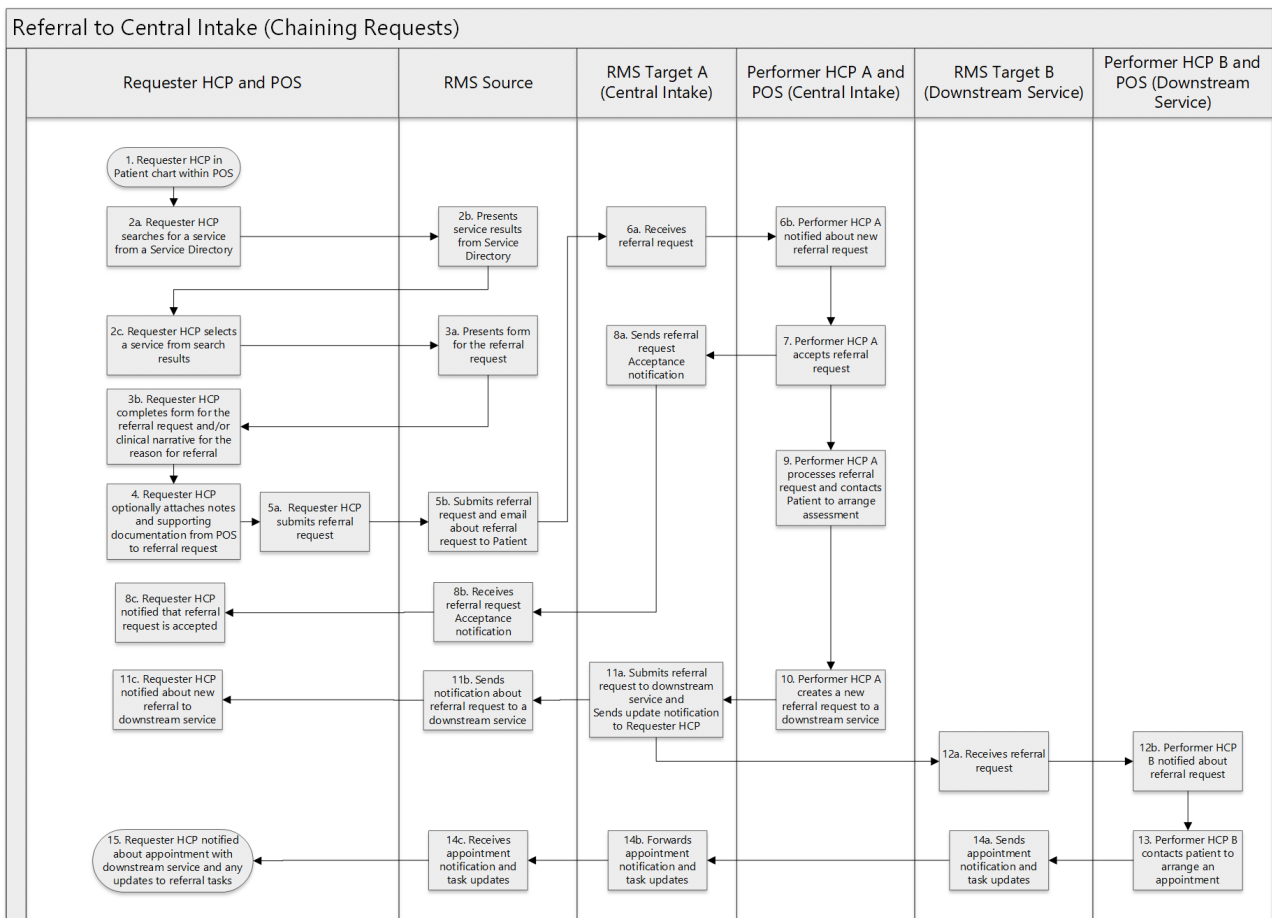 Referral to Central Intake (Chaining Requests)
Requester HCP and POS
RMS Source
RMS Target A
(Central Intake)
Performer HCP A and
POS (Central Intake)
RMS Target B
(Downstream Service)
Performer HCP B and
POS (Downstream
Service)
1. Requester HCP in
Patient chart within POS
2a. Requester HCP
searches for a service
from a Service Directory
2b. Presents
service results
from Service
Directory
6a. Receives
referral request
6b. Performer HCP A
notified about new
referral request
2c. Requester HCP selects
a service from search
results
3a. Presents form
for the referral
request
8a. Sends referral
request
Acceptance
notification
7. Performer HCP A
accepts referral
request
3b. Requester HCP
completes form for the
referral request and/or
clinical narrative for the
reason for referral
9. Performer HCP A
processes referral
request and contacts
Patient to arrange
assessment
4. Requester HCP
optionally attaches notes
and supporting
documentation from POS
to referral request
5a. Requester HCP
submits referral
request
5b. Submits referral
request and email
about referral
request to Patient
8c. Requester HCP
notified that referral
request is accepted
8b. Receives
referral request
Acceptance
notification
11c. Requester HCP
notified about new
referral to
downstream service
11b. Sends
notification about
referral request to a
downstream service
11a. Submits referral
request to downstream
service and
Sends update notification
to Requester HCP
10. Performer HCP A
creates a new
referral request to a
downstream service
12a. Receives referral
request
12b. Performer HCP
B notified about
referral request
15. Requester HCP notified
about appointment with
downstream service and any
updates to referral tasks
14c. Receives
appointment
notification and
task updates
14b. Forwards
appointment
notification and
task updates
14a. Sends
appointment
notification and
task updates
13. Performer HCP B
contacts patient to
arrange an
appointment